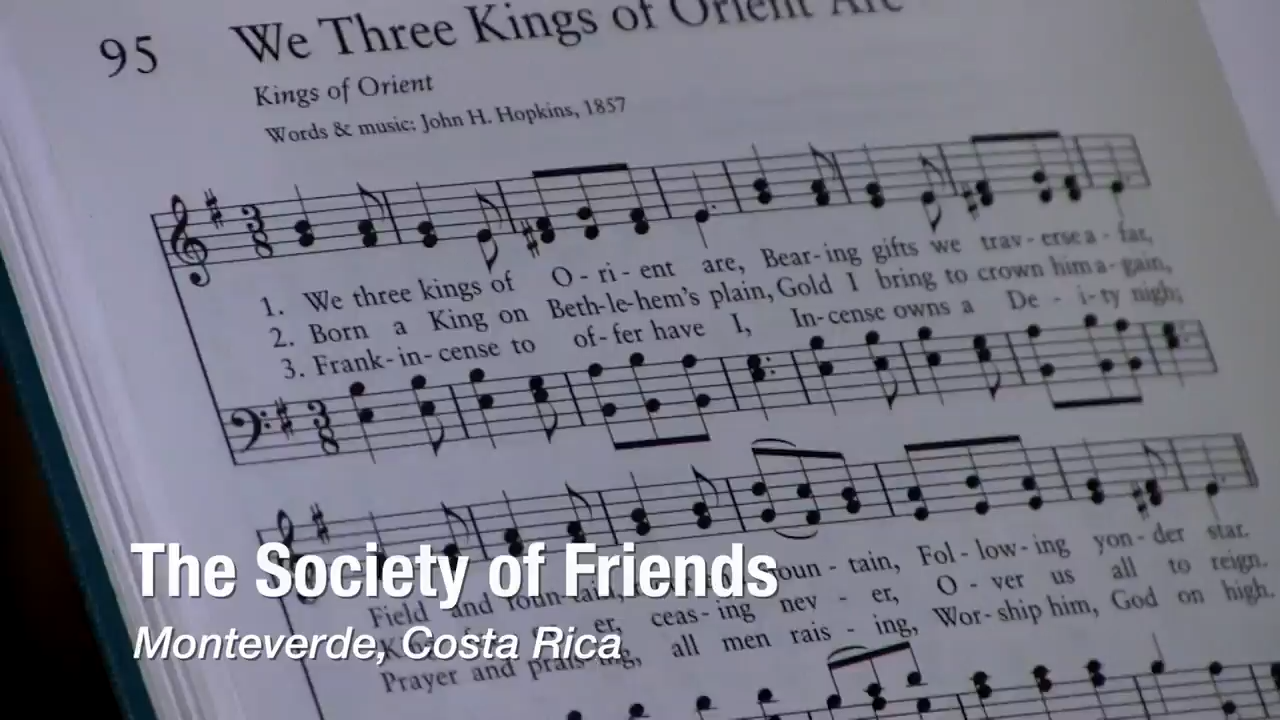 95 We Three Kings of Orient Are
Kings of Orient
Words & music: John H. Hopkins, 1857
1. We three kings of O - ri - ent are, Bear - ing gifts we trav - erse a - far,
2. Born a King on Beth - le - hem's plain, Gold I bring to crown him a - gain,
3. Frank - in - cense to of - fer have I, In - cense owns a De - i - ty nigh;
Field and foun - tain, moun - tain, Fol - low - ing yon - der star.
er, ceas - ing nev - er, O - ver us all to reign.
Prayer and prais - ing, all men rais - ing, Wor - ship him, God on high.
The Society of Friends
Monteverde, Costa Rica